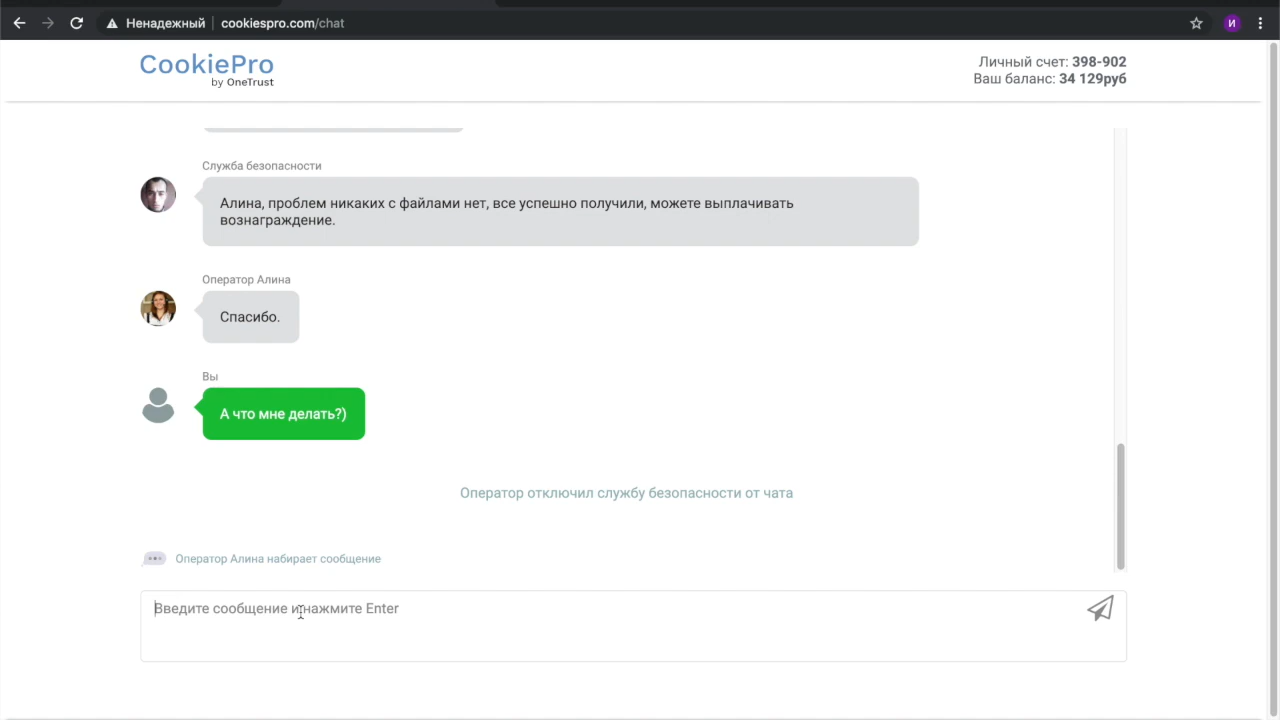 Ненадежный
cookiespro.com/chat
И
CookiePro
by OneTrust
Личный счет: 398-902
Ваш баланс: 34 129руб
Служба безопасности
Алина, проблем никаких с файлами нет, все успешно получили, можете выплачивать
вознаграждение.
Оператор Алина
Спасибо.
Вы
А что мне делать?)
Оператор отключил службу безопасности от чата
Оператор Алина набирает сообщение
Введите сообщение и нажмите Enter